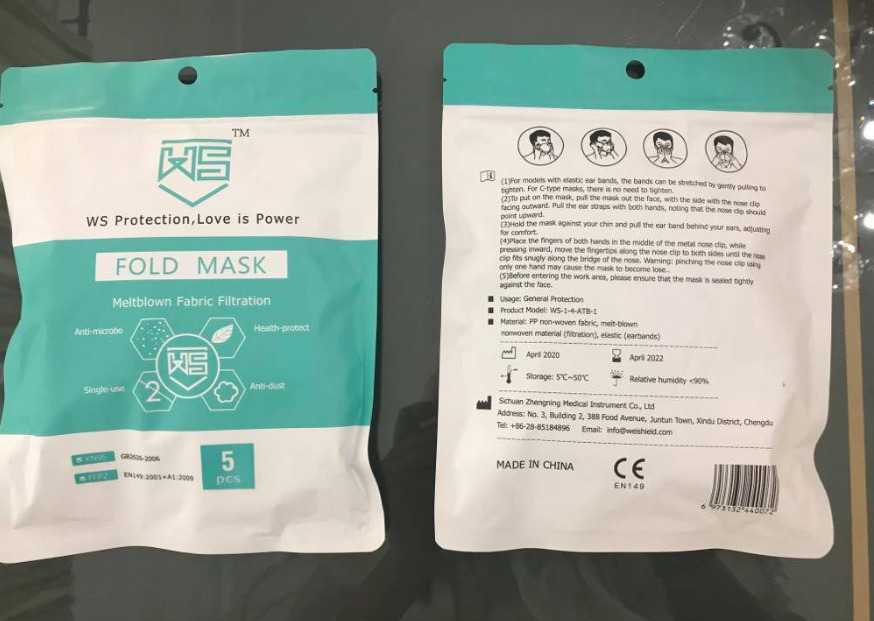 TM
WS
WS Protection,Love is Power
FOLD MASK
Meltblown Fabric Filtration
Anti-microbe
Health-protect
WS
Single-use
2
Anti-dust
KN95 GB2626-2006
FFP2 EN149:2001+A1:2009
5
pcs
(1)For models with elastic ear bands, the bands can be stretched by gently pulling to
tighten. For C-type masks, there is no need to tighten.
(2)To put on the mask, pull the mask out the face, with the side with the nose clip
facing outward. Pull the ear straps with both hands, noting that the nose clip should
point upward.
(3)Hold the mask against your chin and pull the ear band behind your ears, adjusting
for comfort.
(4)Place the fingers of both hands in the middle of the metal nose clip, while
pressing inward, move the fingertips along the nose clip to both sides until the nose
clip fits snugly along the bridge of the nose. Warning: pinching the nose clip using
only one hand may cause the mask to become lose..
(5)Before entering the work area, please ensure that the mask is sealed tightly
against the face.
Usage: General Protection
Product Model: WS-1-4-ATB-1
Material: PP non-woven fabric, melt-blown
nonwoven material (filtration), elastic (earbands)
April 2020
April 2022
Storage: 5℃~50℃
Relative humidity <90%
Sichuan Zhengning Medical Instrument Co., Ltd
Address: No. 3, Building 2, 388 Food Avenue, Juntun Town, Xindu District, Chengdu
Tel: +86-28-85184896 Email: info@weishield.com
MADE IN CHINA
CE
EN149
6 973132 440072